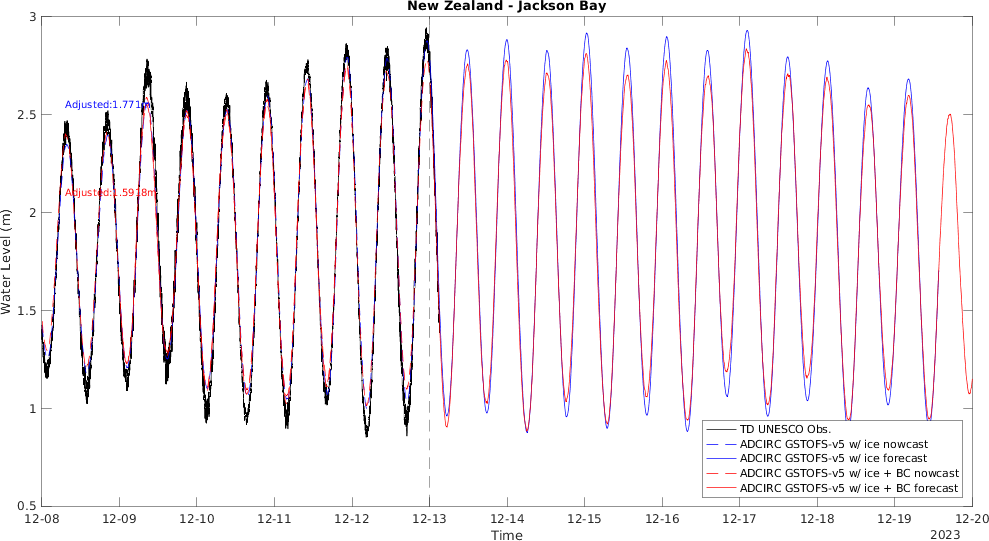 New Zealand - Jackson Bay
Water Level (m)
3
2.5
2
1.5
1
0.5
Adjusted:1.771m
Adjusted:1.5918m
TD UNESCO Obs.
ADCIRC GSTOFS-v5 w/ ice nowcast
ADCIRC GSTOFS-v5 w/ ice forecast
ADCIRC GSTOFS-v5 w/ ice + BC nowcast
ADCIRC GSTOFS-v5 w/ ice + BC forecast
12-08 12-09 12-10 12-11 12-12 12-13 12-14 12-15 12-16 12-17 12-18 12-19 12-20
Time
2023